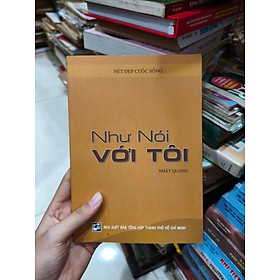 NÉT ĐẸP CUỘC SỐNG
Như Nói
VỚI TÔI
NHẬT QUANG
NHÀ XUẤT BẢN TỔNG HỢP THÀNH PHỐ HỒ CHÍ MINH